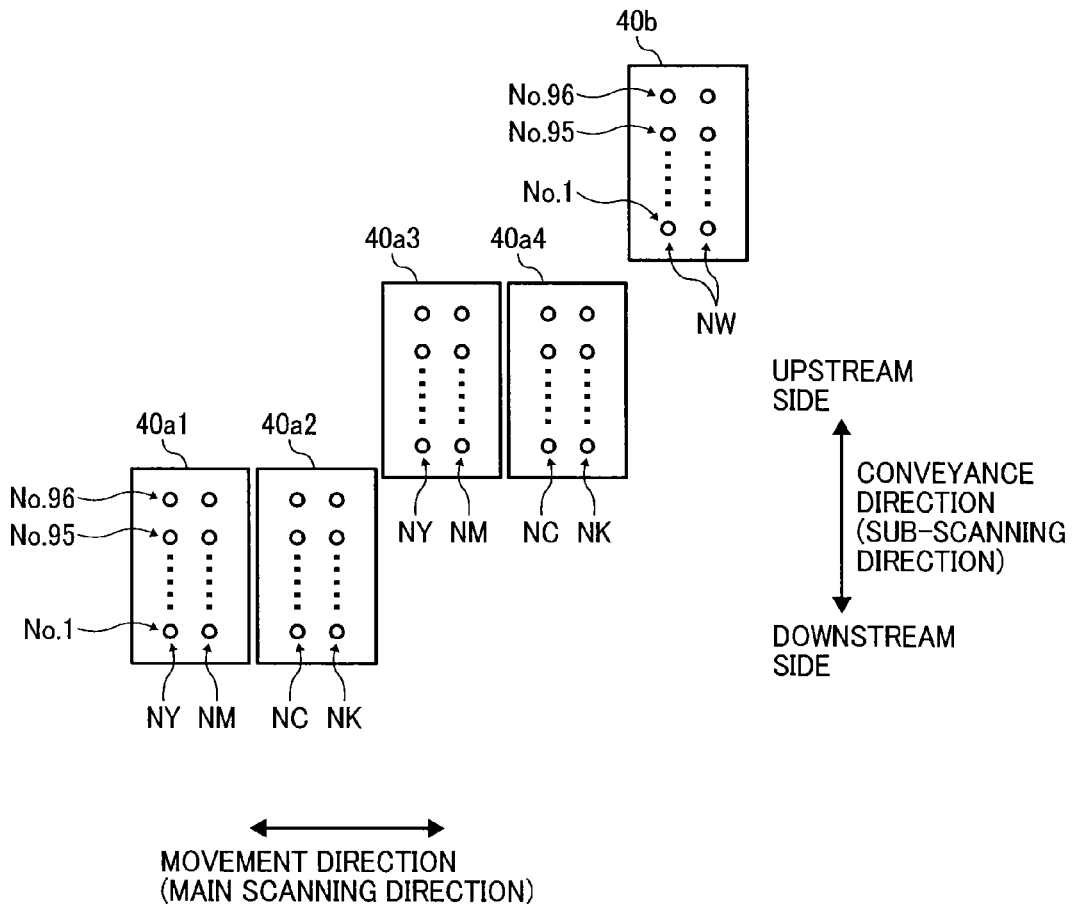 40b
No.96
No.95
No.1
NW
40a3
40a4
NY
NM
NC
NK
UPSTREAM
SIDE
CONVEYANCE
DIRECTION
(SUB-SCANNING
DIRECTION)
DOWNSTREAM
SIDE
40a1
40a2
No.96
No.95
No.1
NY
NM
NC
NK
MOVEMENT DIRECTION
(MAIN SCANNING DIRECTION)